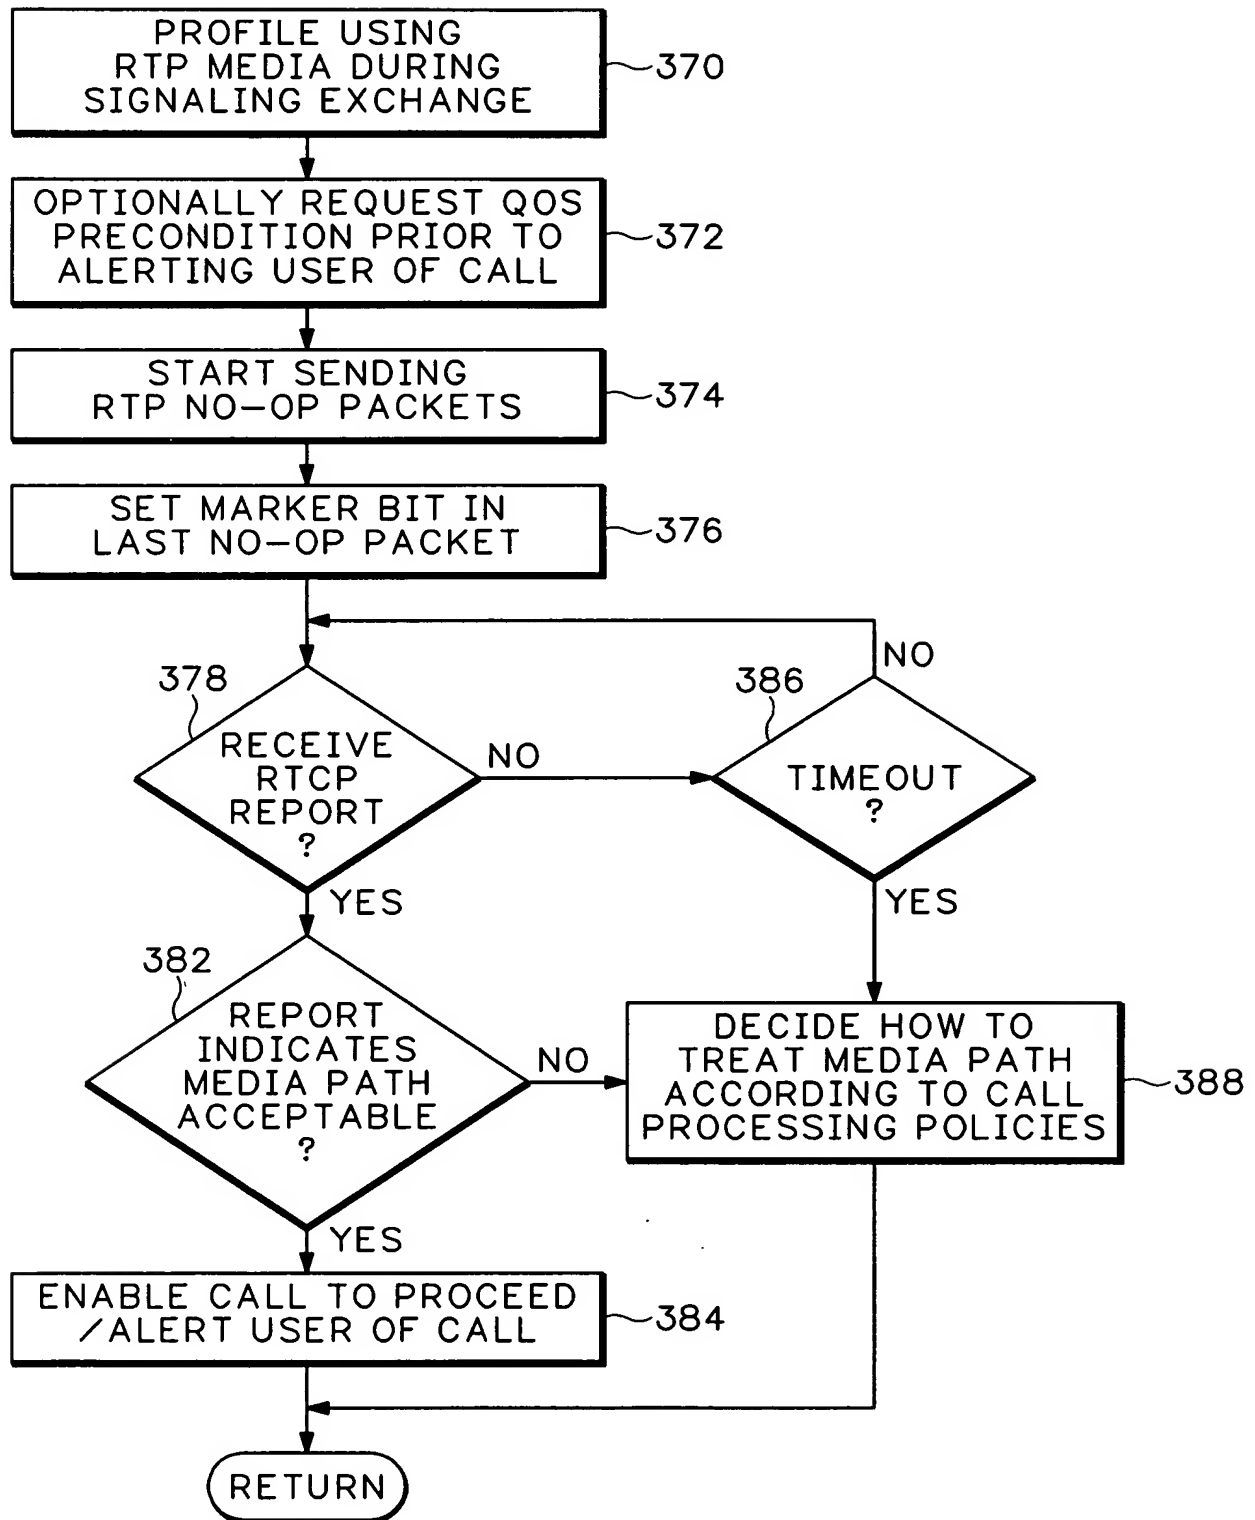 PROFILE USING
RTP MEDIA DURING
SIGNALING EXCHANGE
370
OPTIONALLY REQUEST QOS
PRECONDITION PRIOR TO
ALERTING USER OF CALL
372
START SENDING
RTP NO-OP PACKETS
374
SET MARKER BIT IN
LAST NO-OP PACKET
376
378
RECEIVE
RTCP
REPORT
?
NO
YES
386
TIMEOUT
?
NO
YES
382
REPORT
INDICATES
MEDIA PATH
ACCEPTABLE
?
NO
YES
DECIDE HOW TO
TREAT MEDIA PATH
ACCORDING TO CALL
PROCESSING POLICIES
388
ENABLE CALL TO PROCEED
/ALERT USER OF CALL
384
RETURN